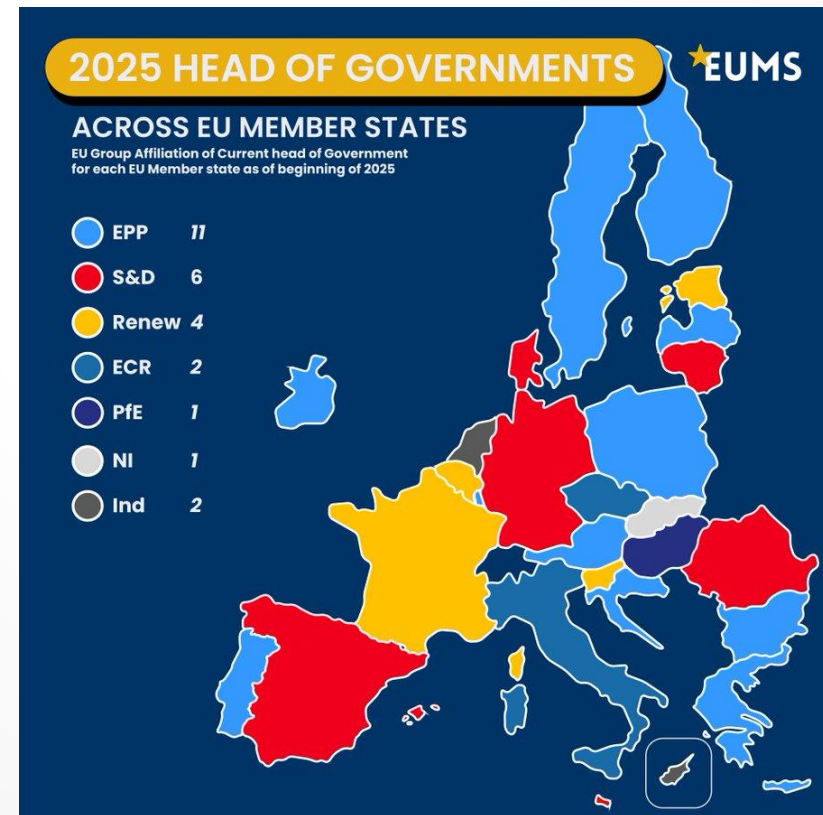 2025 HEAD OF GOVERNMENTS
EUMS
ACROSS EU MEMBER STATES
EU Group Affiliation of Current head of Government
for each EU Member state as of beginning of 2025
EPP 11
S&D 6
Renew 4
ECR 2
PfE 1
NI 1
Ind 2